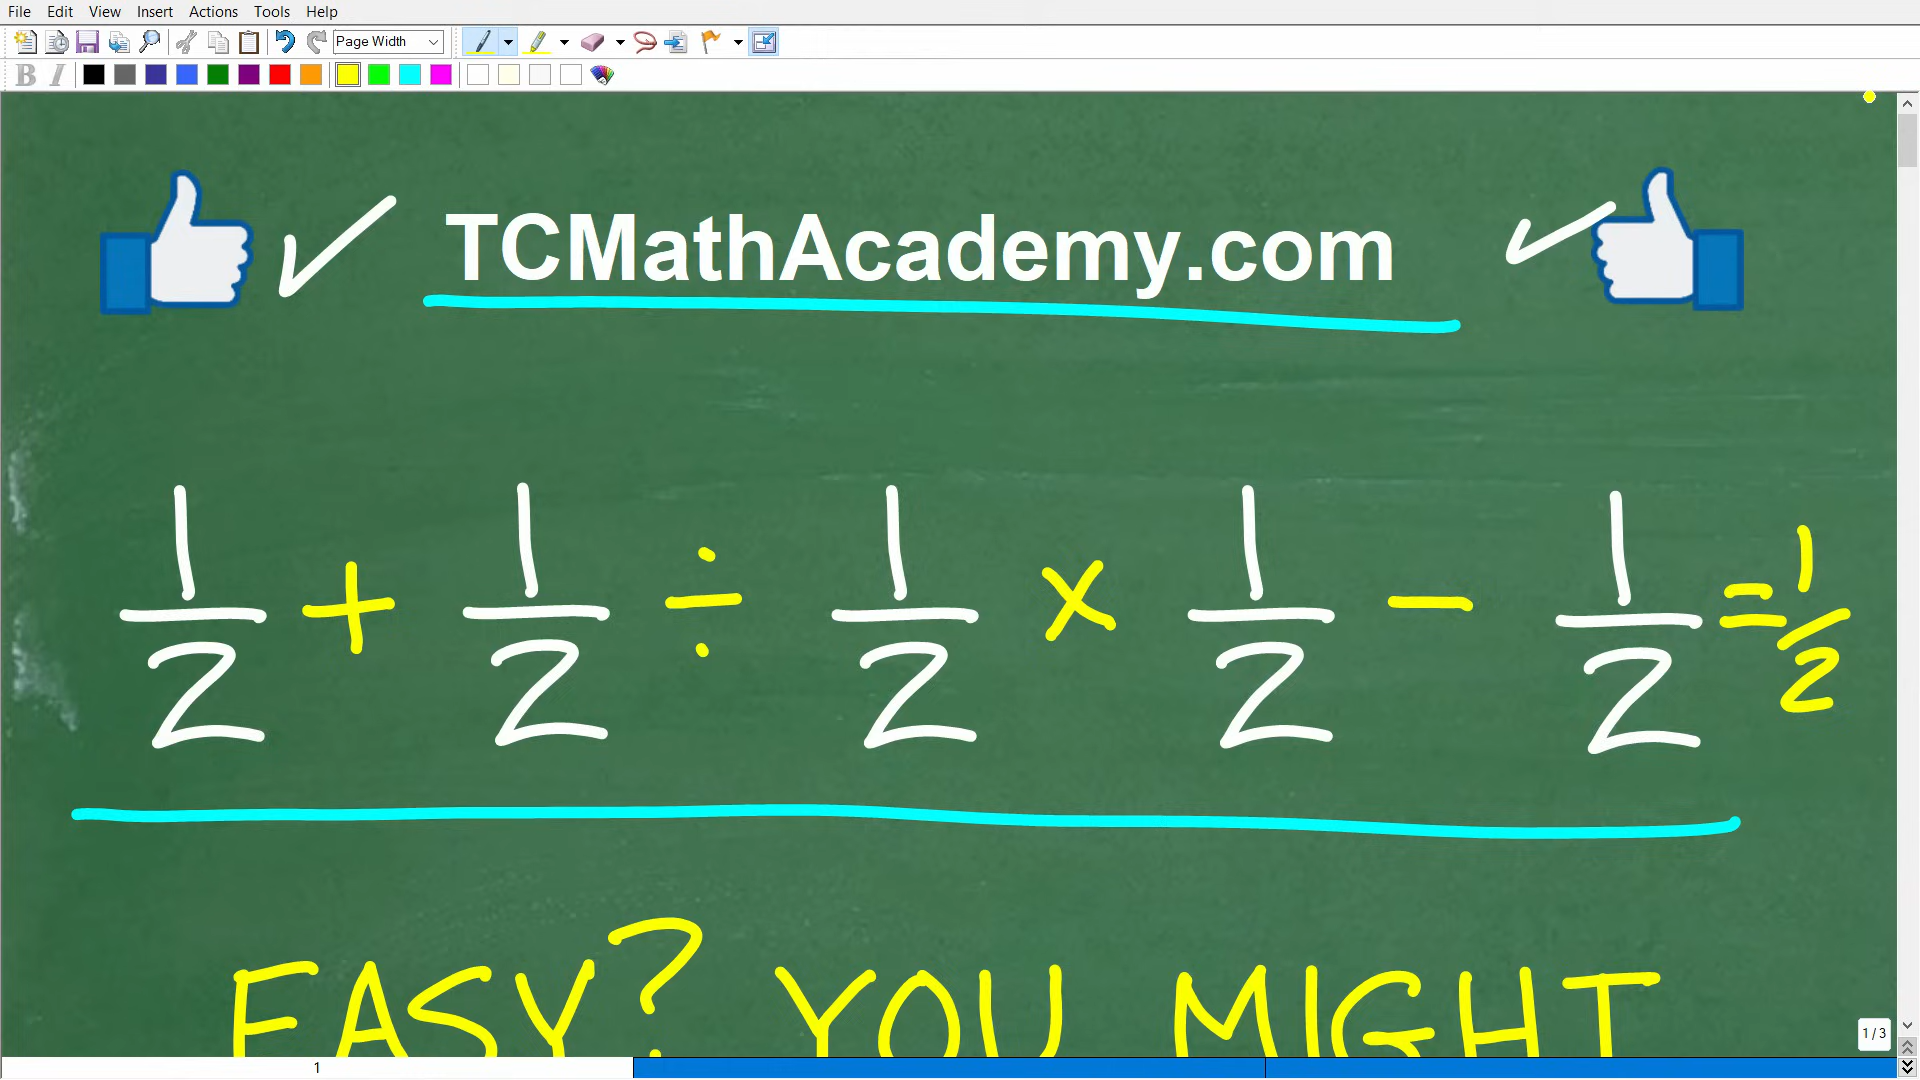 File Edit View Insert Actions Tools Help
Page Width
B I
TCMathAcademy.com
1/2 + 1/2 ÷ 1/2 × 1/2 − 1/2 = 1/2
EASY? YOU MIGHT
1 / 3
1